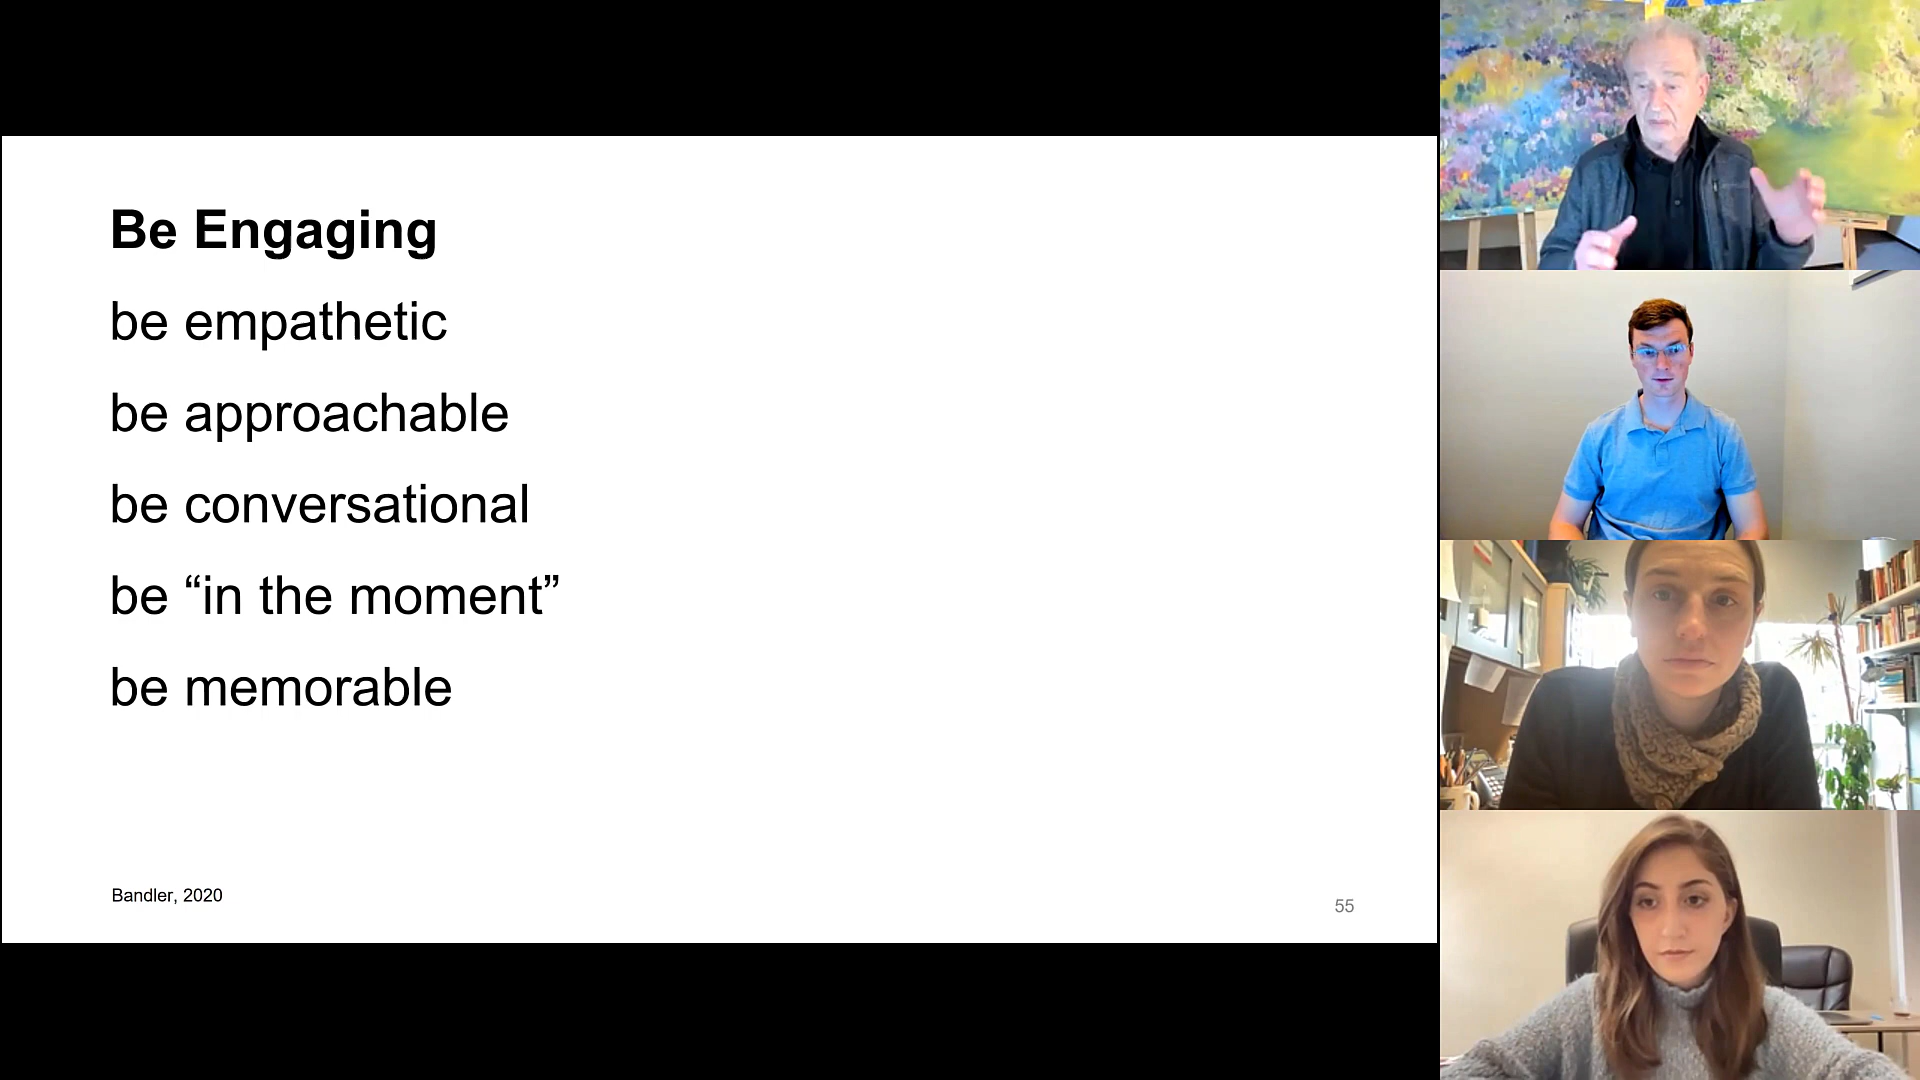 Be Engaging
be empathetic
be approachable
be conversational
be “in the moment”
be memorable
Bandler, 2020
55